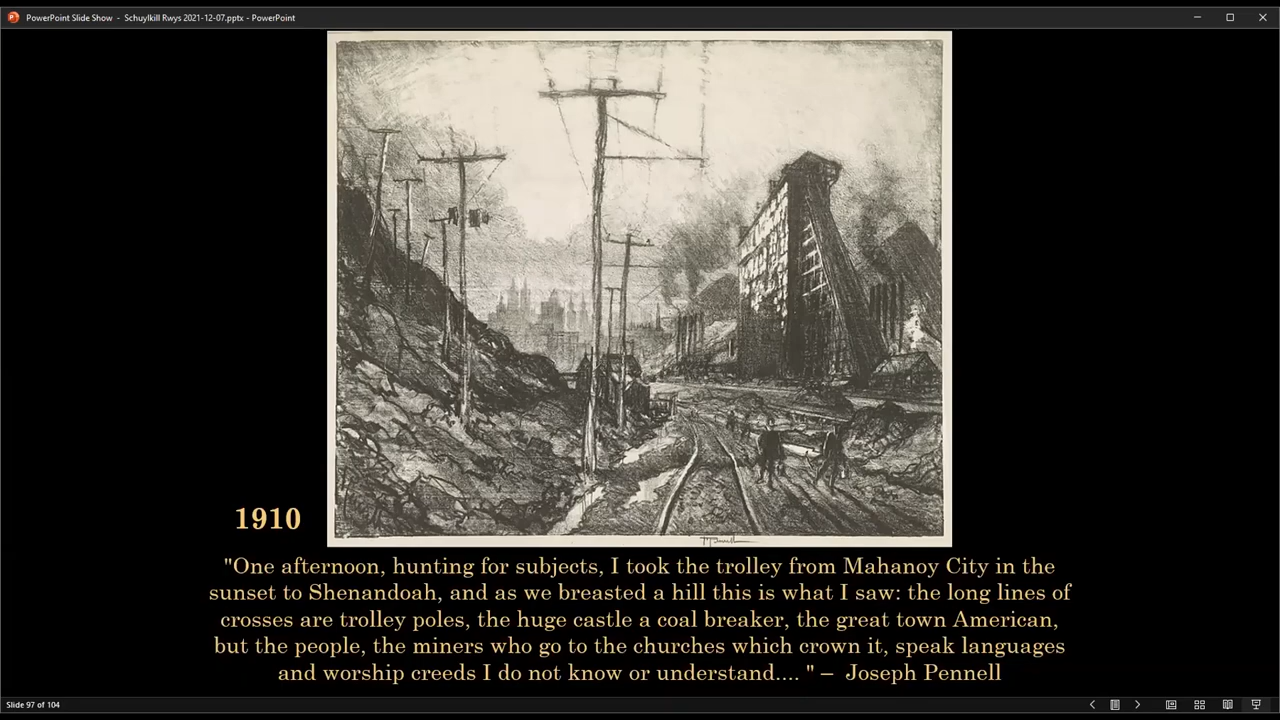 PowerPoint Slide Show - Schuylkill Rwys 2021-12-07.pptx - PowerPoint
1910
"One afternoon, hunting for subjects, I took the trolley from Mahanoy City in the
sunset to Shenandoah, and as we breasted a hill this is what I saw: the long lines of
crosses are trolley poles, the huge castle a coal breaker, the great town American,
but the people, the miners who go to the churches which crown it, speak languages
and worship creeds I do not know or understand.... " – Joseph Pennell
Slide 97 of 104